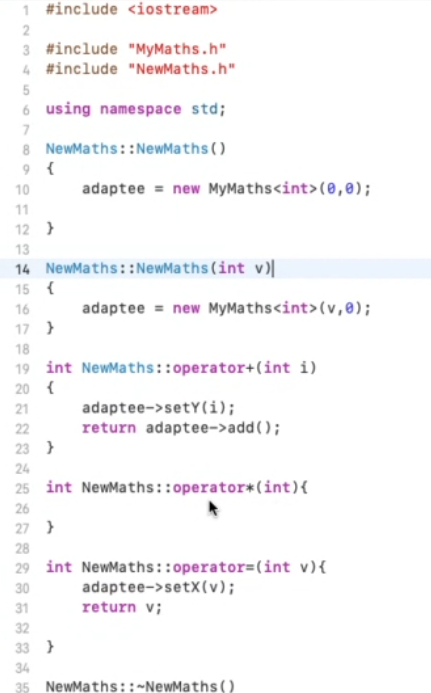 1 #include <iostream>
2
3 #include "MyMaths.h"
4 #include "NewMaths.h"
5
6 using namespace std;
7
8 NewMaths::NewMaths()
9 {
10     adaptee = new MyMaths<int>(0,0);
11
12 }
13
14 NewMaths::NewMaths(int v)
15 {
16     adaptee = new MyMaths<int>(v,0);
17 }
18
19 int NewMaths::operator+(int i)
20 {
21     adaptee->setY(i);
22     return adaptee->add();
23 }
24
25 int NewMaths::operator*(int){
26
27 }
28
29 int NewMaths::operator=(int v){
30     adaptee->setX(v);
31     return v;
32
33 }
34
35 NewMaths::~NewMaths()